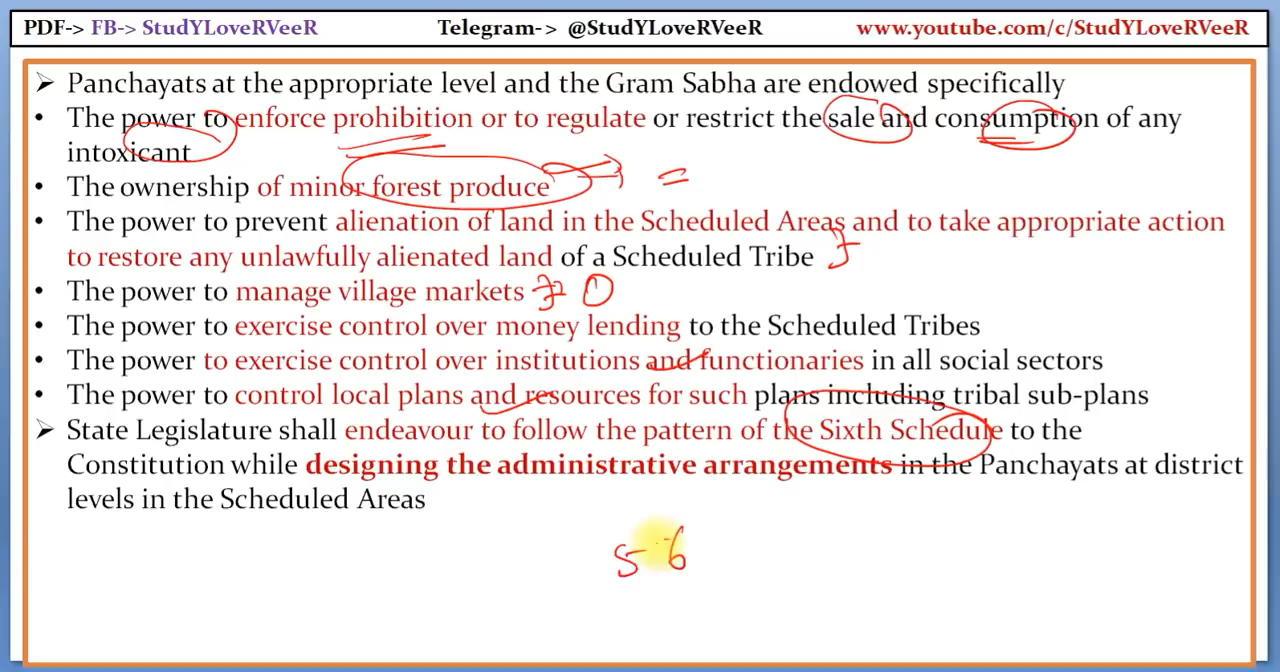 PDF-> FB-> StudYLoveRVeeR Telegram-> @StudYLoveRVeeR www.youtube.com/c/StudYLoveRVeeR
➢ Panchayats at the appropriate level and the Gram Sabha are endowed specifically
• The power to enforce prohibition or to regulate or restrict the sale and consumption of any
intoxicant
• The ownership of minor forest produce =
• The power to prevent alienation of land in the Scheduled Areas and to take appropriate action
to restore any unlawfully alienated land of a Scheduled Tribe
• The power to manage village markets
• The power to exercise control over money lending to the Scheduled Tribes
• The power to exercise control over institutions and functionaries in all social sectors
• The power to control local plans and resources for such plans including tribal sub-plans
➢ State Legislature shall endeavour to follow the pattern of the Sixth Schedule to the
Constitution while designing the administrative arrangements in the Panchayats at district
levels in the Scheduled Areas
5 6